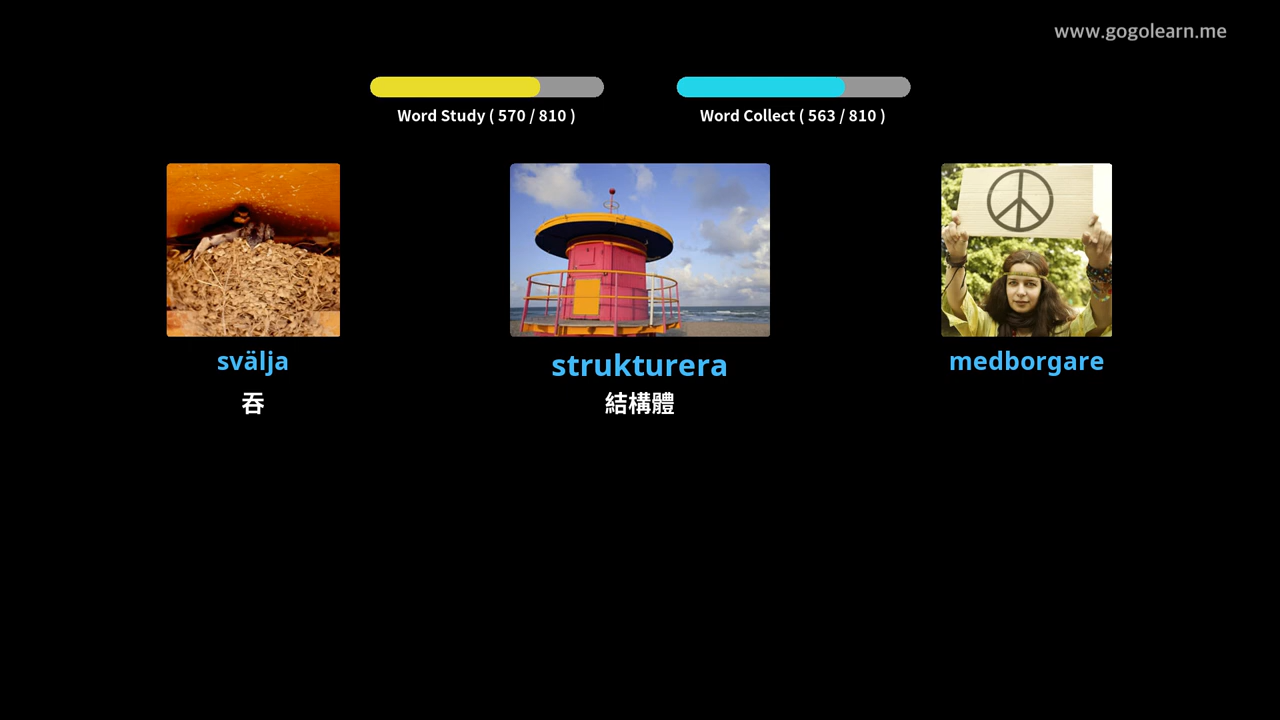 www.gogolearn.me
Word Study ( 570 / 810 )
Word Collect ( 563 / 810 )
svälja
strukturera
medborgare
吞
結構體